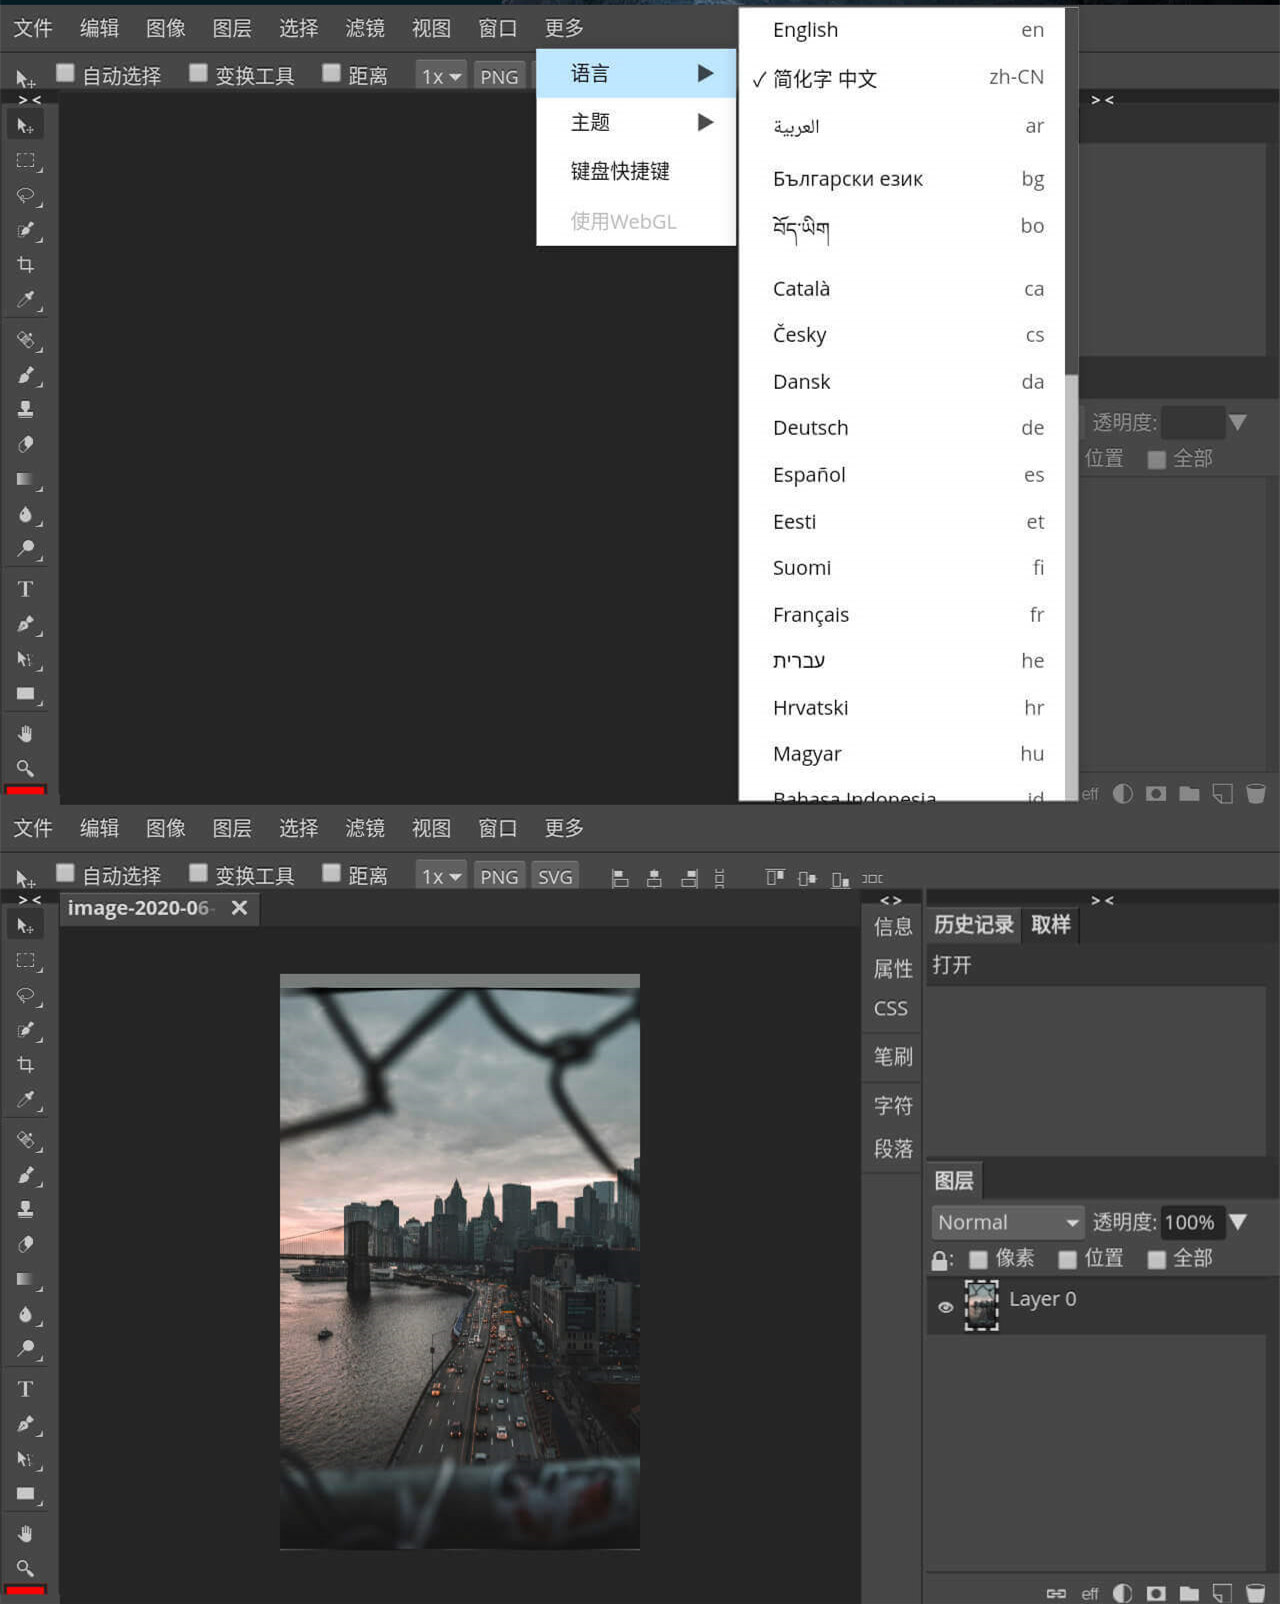 文件 编辑 图像 图层 选择 滤镜 视图 窗口 更多
自动选择 变换工具 距离 1x PNG
语言
主题
键盘快捷键
使用WebGL
English en
✓ 简化字 中文 zh-CN
العربية ar
Български език bg
བོད་ཡིག bo
Català ca
Česky cs
Dansk da
Deutsch de
Español es
Eesti et
Suomi fi
Français fr
עברית he
Hrvatski hr
Magyar hu
Bahasa Indonesia id
> <
> <
透明度:
位置 全部
eff
T
文件 编辑 图像 图层 选择 滤镜 视图 窗口 更多
自动选择 变换工具 距离 1x PNG SVG
> <
image-2020-06-
< >
> <
信息
属性
CSS
笔刷
字符
段落
历史记录 取样
打开
图层
Normal 透明度: 100%
像素 位置 全部
Layer 0
T
eff